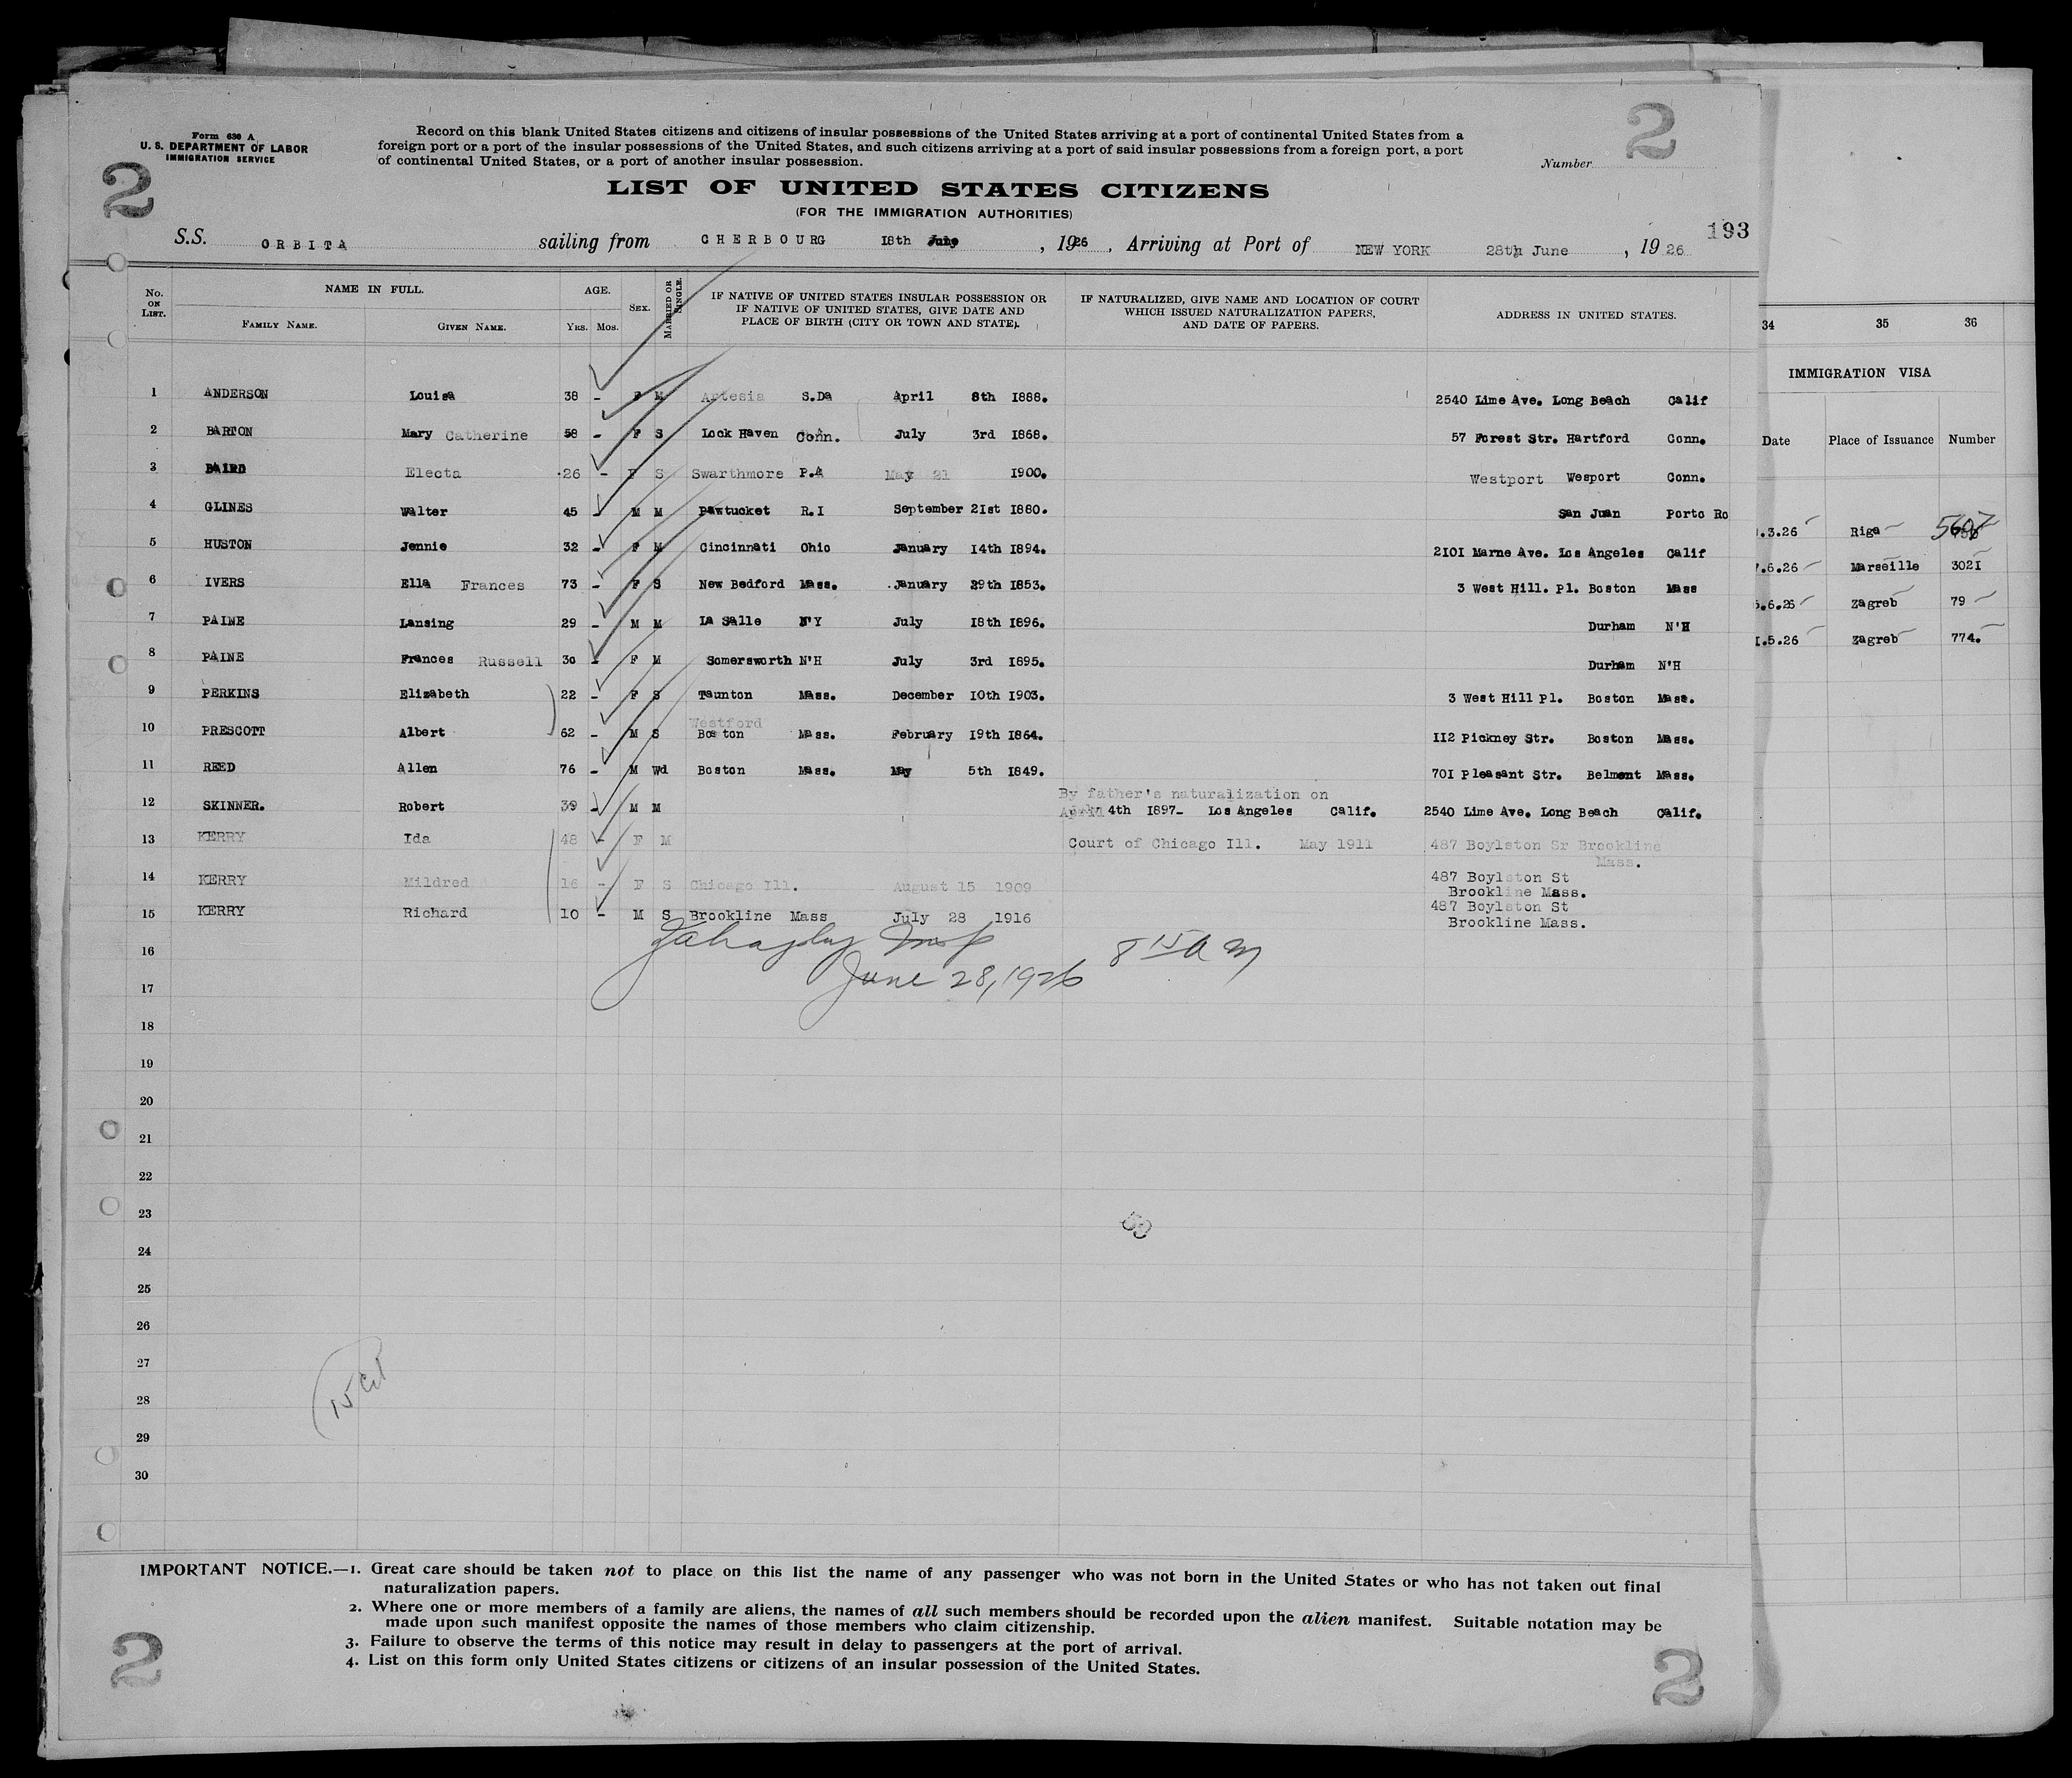 Form 630 A
U. S. DEPARTMENT OF LABOR
IMMIGRATION SERVICE
Record on this blank United States citizens and citizens of insular possessions of the United States arriving at a port of continental United States from a
foreign port or a port of the insular possessions of the United States, and such citizens arriving at a port of said insular possessions from a foreign port, a port
of continental United States, or a port of another insular possession.
2
Number
2
LIST OF UNITED STATES CITIZENS
(FOR THE IMMIGRATION AUTHORITIES)
193
S.S. ORBITA sailing from CHERBOURG 18th June, 1926, Arriving at Port of NEW YORK 28th June, 1926
No. ON LIST.
NAME IN FULL.
FAMILY NAME. GIVEN NAME.
AGE.
YRS. MOS.
SEX.
MARRIED OR SINGLE.
IF NATIVE OF UNITED STATES INSULAR POSSESSION OR
IF NATIVE OF UNITED STATES, GIVE DATE AND
PLACE OF BIRTH (CITY OR TOWN AND STATE).
IF NATURALIZED, GIVE NAME AND LOCATION OF COURT
WHICH ISSUED NATURALIZATION PAPERS,
AND DATE OF PAPERS.
ADDRESS IN UNITED STATES.
34 35 36
IMMIGRATION VISA
Date Place of Issuance Number
1 ANDERSON Louisa 38 - F M Artesia S.Da April 8th 1888. 2540 Lime Ave. Long Beach Calif
2 BARTON Mary Catherine 58 - F S Lock Haven Conn. July 3rd 1868. 57 Forest Str. Hartford Conn.
3 BAIRD Electa 26 - F S Swarthmore P.A May 21 1900. Westport Wesport Conn.
4 GLINES Walter 45 - M M Pawtucket R.I September 21st 1880. San Juan Porto Ro
5 HUSTON Jennie 32 - F M Cincinnati Ohio January 14th 1894. 2101 Marne Ave. Los Angeles Calif
6 IVERS Ella Frances 73 - F S New Bedford Mass. January 29th 1853. 3 West Hill. Pl. Boston Mass
7 PAINE Lansing 29 - M M La Salle N'Y July 18th 1896. Durham N'H
8 PAINE Frances Russell 30 - F M Somersworth N'H July 3rd 1895. Durham N'H
9 PERKINS Elizabeth 22 - F S Taunton Mass. December 10th 1903. 3 West Hill Pl. Boston Mass.
Westford
10 PRESCOTT Albert 62 - M S Boston Mass. February 19th 1864. 112 Pickney Str. Boston Mass.
11 REED Allen 76 - M Wd Boston Mass. May 5th 1849. 701 Pleasant Str. Belmont Mass.
By father's naturalization on
12 SKINNER. Robert 39 - M M 4th 1897- Los Angeles Calif. 2540 Lime Ave. Long Beach Calif.
13 KERRY Ida 48 - F M Court of Chicago Ill. May 1911 487 Boylston Sr Brookline
Mass.
14 KERRY Mildred 16 - F S Chicago Ill. August 15 1909 487 Boylston St
Brookline Mass.
15 KERRY Richard 10 - M S Brookline Mass July 28 1916 487 Boylston St
Brookline Mass.
.3.26 Riga 5607
.6.26 Marseille 3021
.6.26 Zagreb 79
.5.26 Zagreb 774.
8 15 A M
June 28, 1926
16
17
18
19
20
21
22
23
24
25
26
27
28
29
30
IMPORTANT NOTICE.—1. Great care should be taken not to place on this list the name of any passenger who was not born in the United States or who has not taken out final
naturalization papers.
2. Where one or more members of a family are aliens, the names of all such members should be recorded upon the alien manifest. Suitable notation may be
made upon such manifest opposite the names of those members who claim citizenship.
3. Failure to observe the terms of this notice may result in delay to passengers at the port of arrival.
4. List on this form only United States citizens or citizens of an insular possession of the United States.
2
2